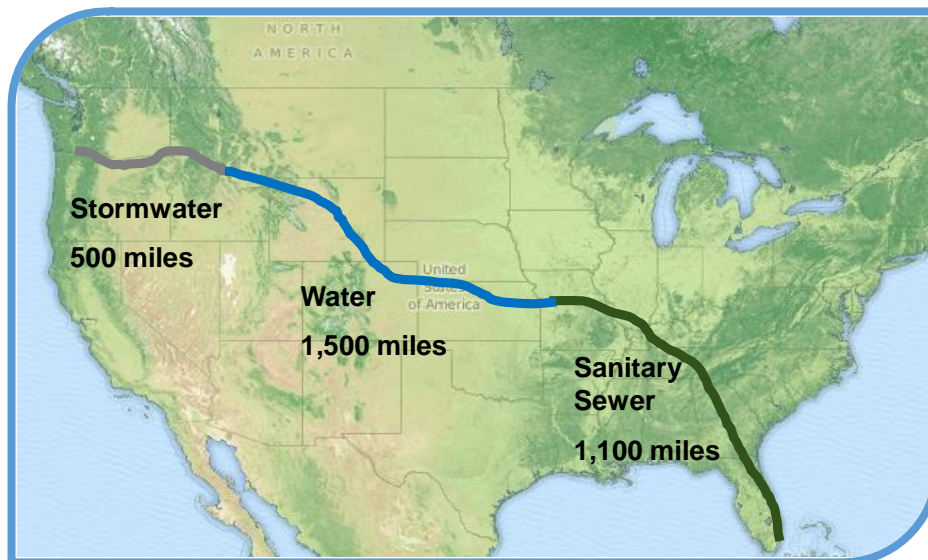 NORTH
AMERICA
Stormwater
500 miles
United
States
of America
Water
1,500 miles
Sanitary
Sewer
1,100 miles